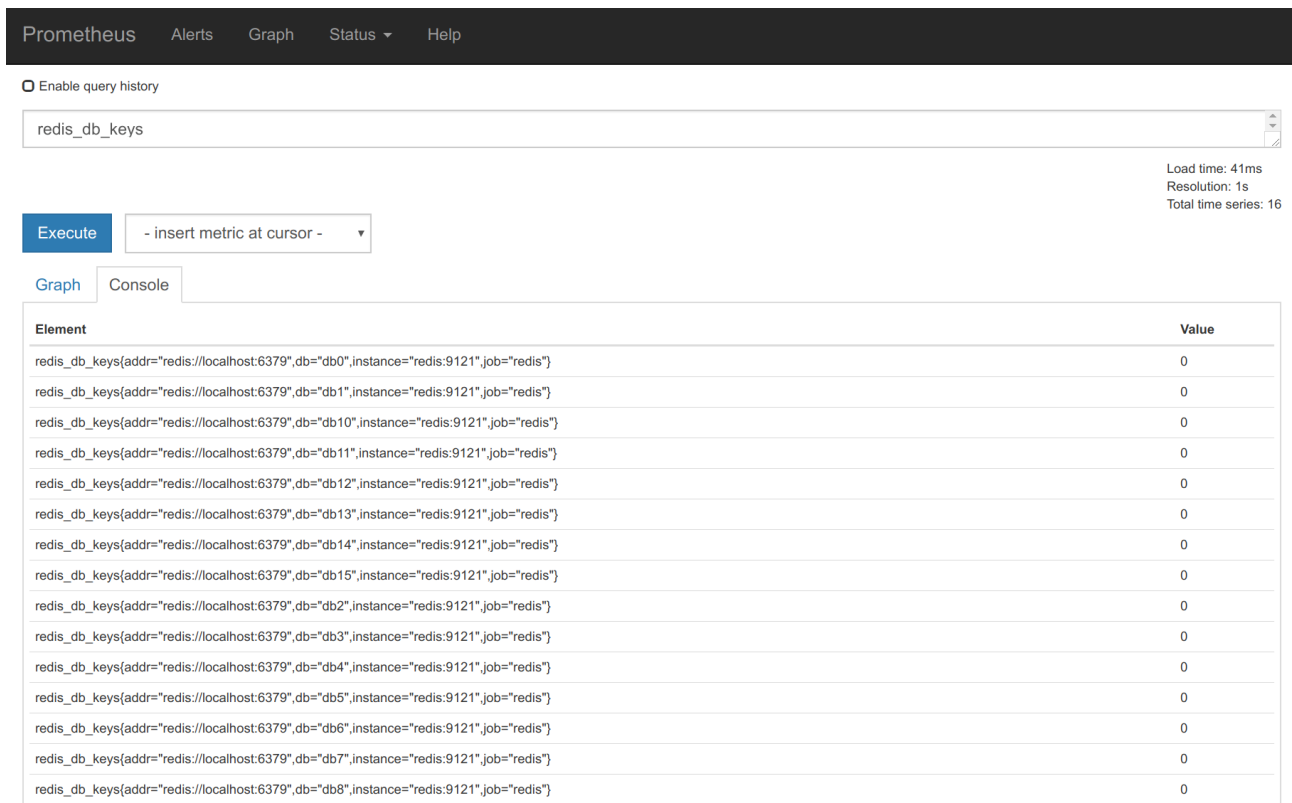 Prometheus Alerts Graph Status Help
Enable query history
redis_db_keys
Load time: 41ms
Resolution: 1s
Total time series: 16
Execute - insert metric at cursor -
Graph Console
Element Value
redis_db_keys{addr="redis://localhost:6379",db="db0",instance="redis:9121",job="redis"} 0
redis_db_keys{addr="redis://localhost:6379",db="db1",instance="redis:9121",job="redis"} 0
redis_db_keys{addr="redis://localhost:6379",db="db10",instance="redis:9121",job="redis"} 0
redis_db_keys{addr="redis://localhost:6379",db="db11",instance="redis:9121",job="redis"} 0
redis_db_keys{addr="redis://localhost:6379",db="db12",instance="redis:9121",job="redis"} 0
redis_db_keys{addr="redis://localhost:6379",db="db13",instance="redis:9121",job="redis"} 0
redis_db_keys{addr="redis://localhost:6379",db="db14",instance="redis:9121",job="redis"} 0
redis_db_keys{addr="redis://localhost:6379",db="db15",instance="redis:9121",job="redis"} 0
redis_db_keys{addr="redis://localhost:6379",db="db2",instance="redis:9121",job="redis"} 0
redis_db_keys{addr="redis://localhost:6379",db="db3",instance="redis:9121",job="redis"} 0
redis_db_keys{addr="redis://localhost:6379",db="db4",instance="redis:9121",job="redis"} 0
redis_db_keys{addr="redis://localhost:6379",db="db5",instance="redis:9121",job="redis"} 0
redis_db_keys{addr="redis://localhost:6379",db="db6",instance="redis:9121",job="redis"} 0
redis_db_keys{addr="redis://localhost:6379",db="db7",instance="redis:9121",job="redis"} 0
redis_db_keys{addr="redis://localhost:6379",db="db8",instance="redis:9121",job="redis"} 0